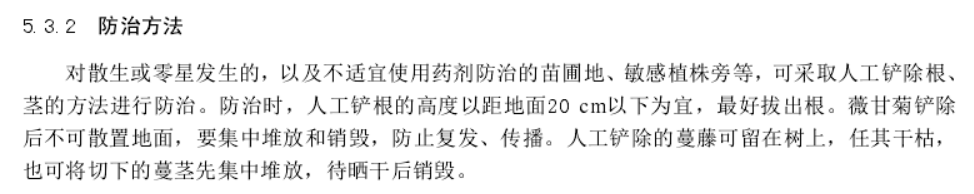 5.3.2 防治方法
对散生或零星发生的，以及不适宜使用药剂防治的苗圃地、敏感植株旁等，可采取人工铲除根、
茎的方法进行防治。防治时，人工铲根的高度以距地面20 cm以下为宜，最好拔出根。薇甘菊铲除
后不可散置地面，要集中堆放和销毁，防止复发、传播。人工铲除的蔓藤可留在树上，任其干枯，
也可将切下的蔓茎先集中堆放，待晒干后销毁。